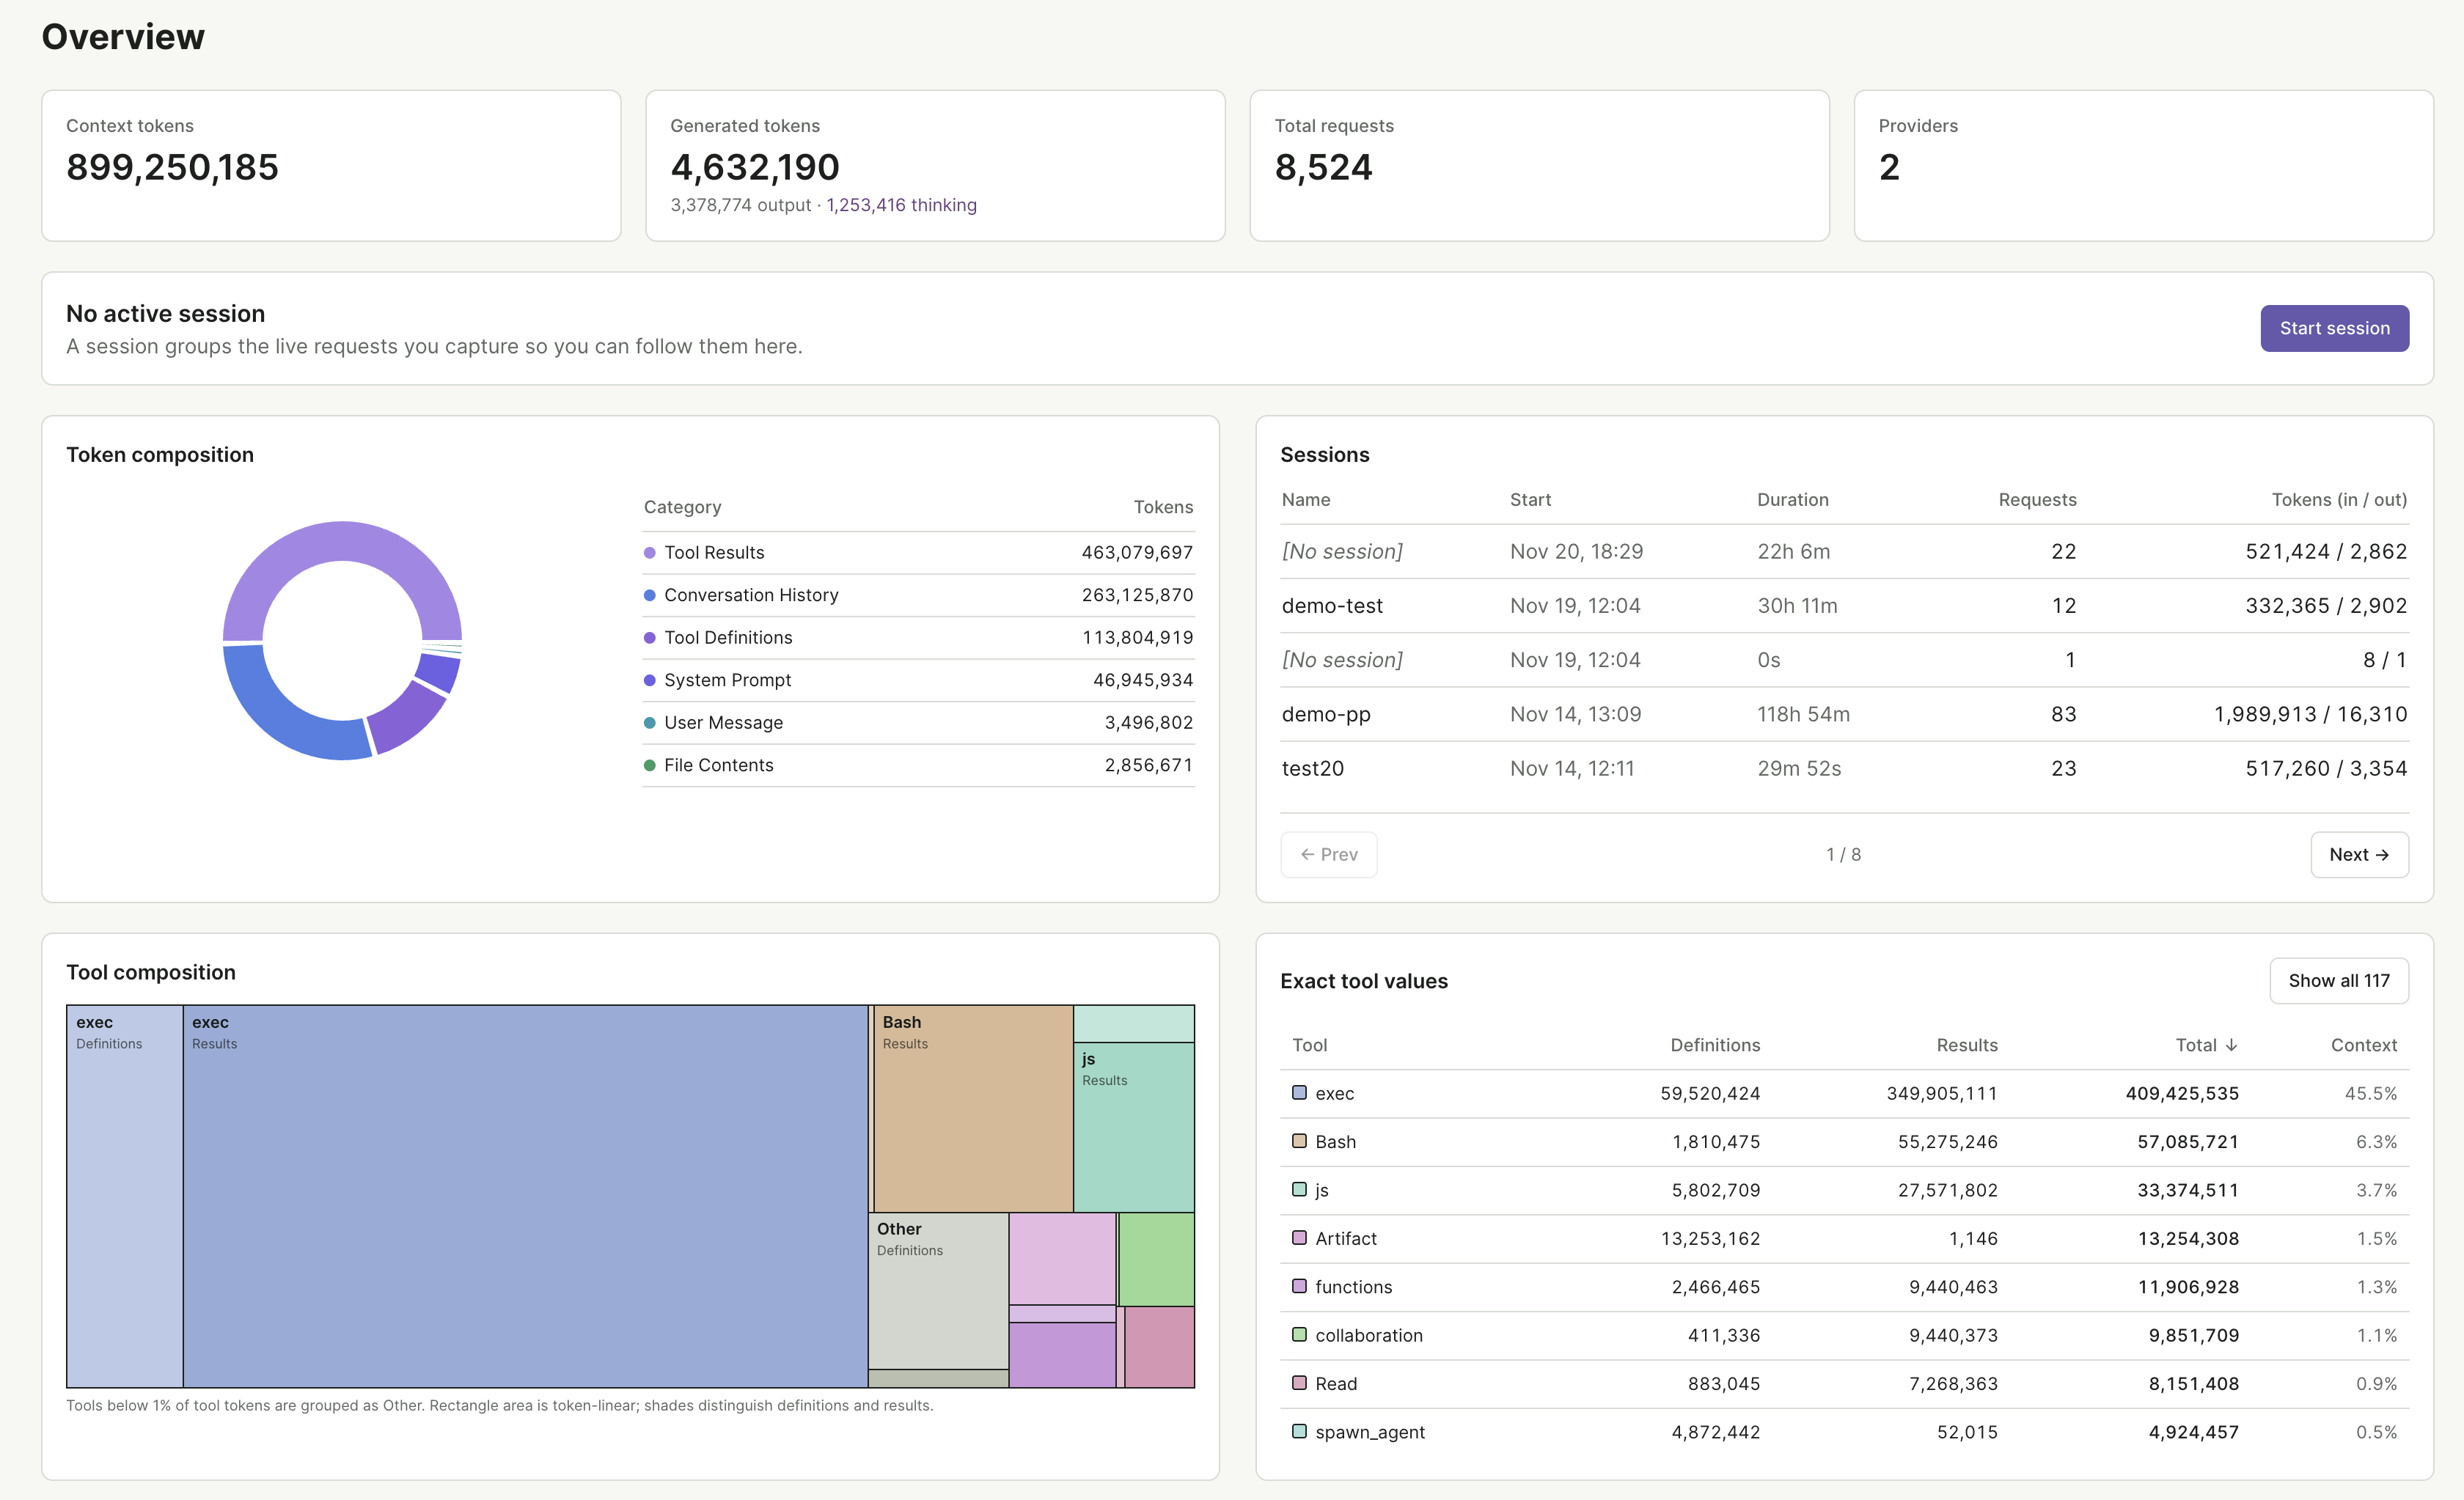 Overview
Context tokens
899,250,185
Generated tokens
4,632,190
3,378,774 output · 1,253,416 thinking
Total requests
8,524
Providers
2
No active session
A session groups the live requests you capture so you can follow them here.
Start session
Token composition
Category Tokens
Tool Results 463,079,697
Conversation History 263,125,870
Tool Definitions 113,804,919
System Prompt 46,945,934
User Message 3,496,802
File Contents 2,856,671
Sessions
Name Start Duration Requests Tokens (in / out)
[No session] Nov 20, 18:29 22h 6m 22 521,424 / 2,862
demo-test Nov 19, 12:04 30h 11m 12 332,365 / 2,902
[No session] Nov 19, 12:04 0s 1 8 / 1
demo-pp Nov 14, 13:09 118h 54m 83 1,989,913 / 16,310
test20 Nov 14, 12:11 29m 52s 23 517,260 / 3,354
← Prev 1 / 8 Next →
Tool composition
exec
Definitions
exec
Results
Bash
Results
js
Results
Other
Definitions
Tools below 1% of tool tokens are grouped as Other. Rectangle area is token-linear; shades distinguish definitions and results.
Exact tool values
Show all 117
Tool Definitions Results Total ↓ Context
exec 59,520,424 349,905,111 409,425,535 45.5%
Bash 1,810,475 55,275,246 57,085,721 6.3%
js 5,802,709 27,571,802 33,374,511 3.7%
Artifact 13,253,162 1,146 13,254,308 1.5%
functions 2,466,465 9,440,463 11,906,928 1.3%
collaboration 411,336 9,440,373 9,851,709 1.1%
Read 883,045 7,268,363 8,151,408 0.9%
spawn_agent 4,872,442 52,015 4,924,457 0.5%